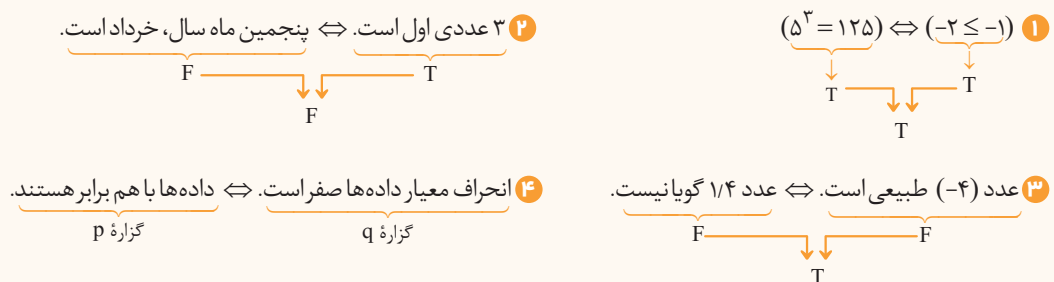 ۱ (۵^۳ = ۱۲۵) ⇔ (-۲ ≤ -۱)
T T
T
۲ ۳ عددی اول است. ⇔ پنجمین ماه سال، خرداد است.
F T
F
۳ عدد (-۴) طبیعی است. ⇔ عدد ۱/۴ گویا نیست.
F F
T
۴ انحراف معیار داده‌ها صفر است. ⇔ داده‌ها با هم برابر هستند.
گزارهٔ q گزارهٔ p